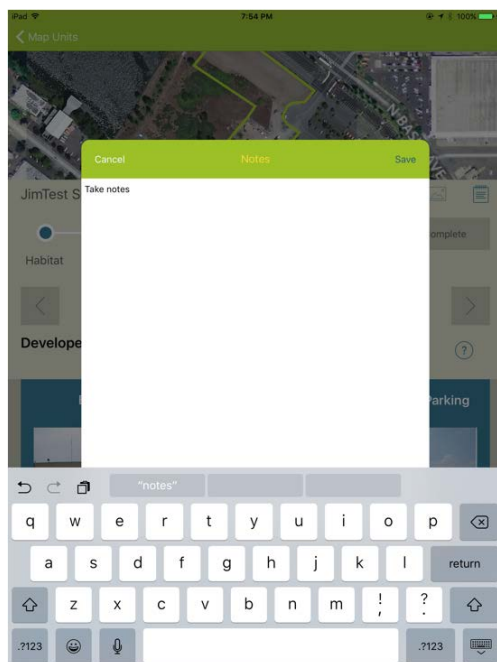 iPad 7:54 PM 100%
Map Units
N BAS
Cancel Notes Save
JimTest S
Take notes
omplete
Habitat
Develope
?
Parking
"notes"
q w e r t y u i o p
a s d f g h j k l return
z x c v b n m ! , ? .
.?123 .?123